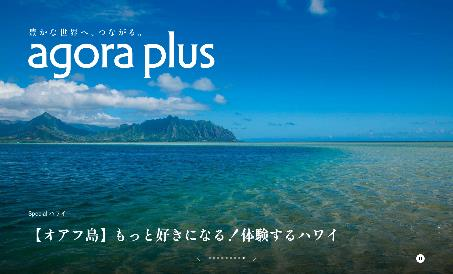 豊かな世界へ、つながる。
agora plus
Special ハワイ
【オアフ島】もっと好きになる！体験するハワイ